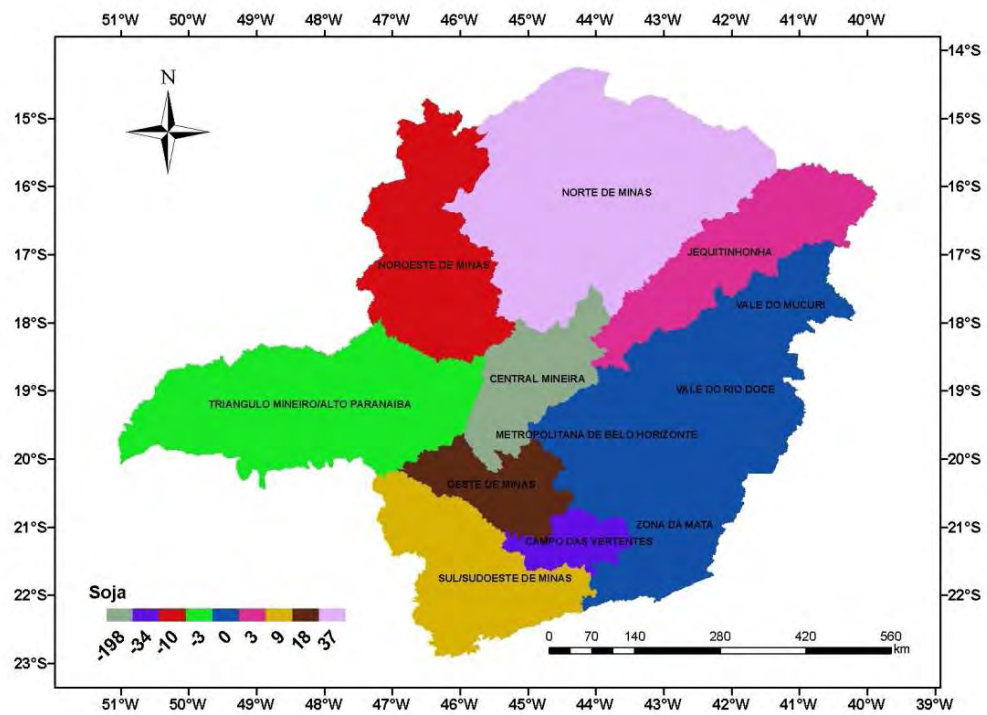 51°W 50°W 49°W 48°W 47°W 46°W 45°W 44°W 43°W 42°W 41°W 40°W
14°S
N
15°S 15°S
NORTE DE MINAS
16°S 16°S
JEQUITINHONHA
17°S 17°S
NOROESTE DE MINAS
VALE DO MUCURI
18°S 18°S
CENTRAL MINEIRA
19°S 19°S
VALE DO RIO DOCE
TRIANGULO MINEIRO/ALTO PARANAIBA
METROPOLITANA DE BELO HORIZONTE
20°S 20°S
OESTE DE MINAS
21°S 21°S
ZONA DA MATA
CAMPO DAS VERTENTES
SUL/SUDOESTE DE MINAS
22°S 22°S
Soja
-198 -34 -10 -3 0 3 9 18 37
0 70 140 280 420 560
km
23°S
51°W 50°W 49°W 48°W 47°W 46°W 45°W 44°W 43°W 42°W 41°W 40°W 39°W